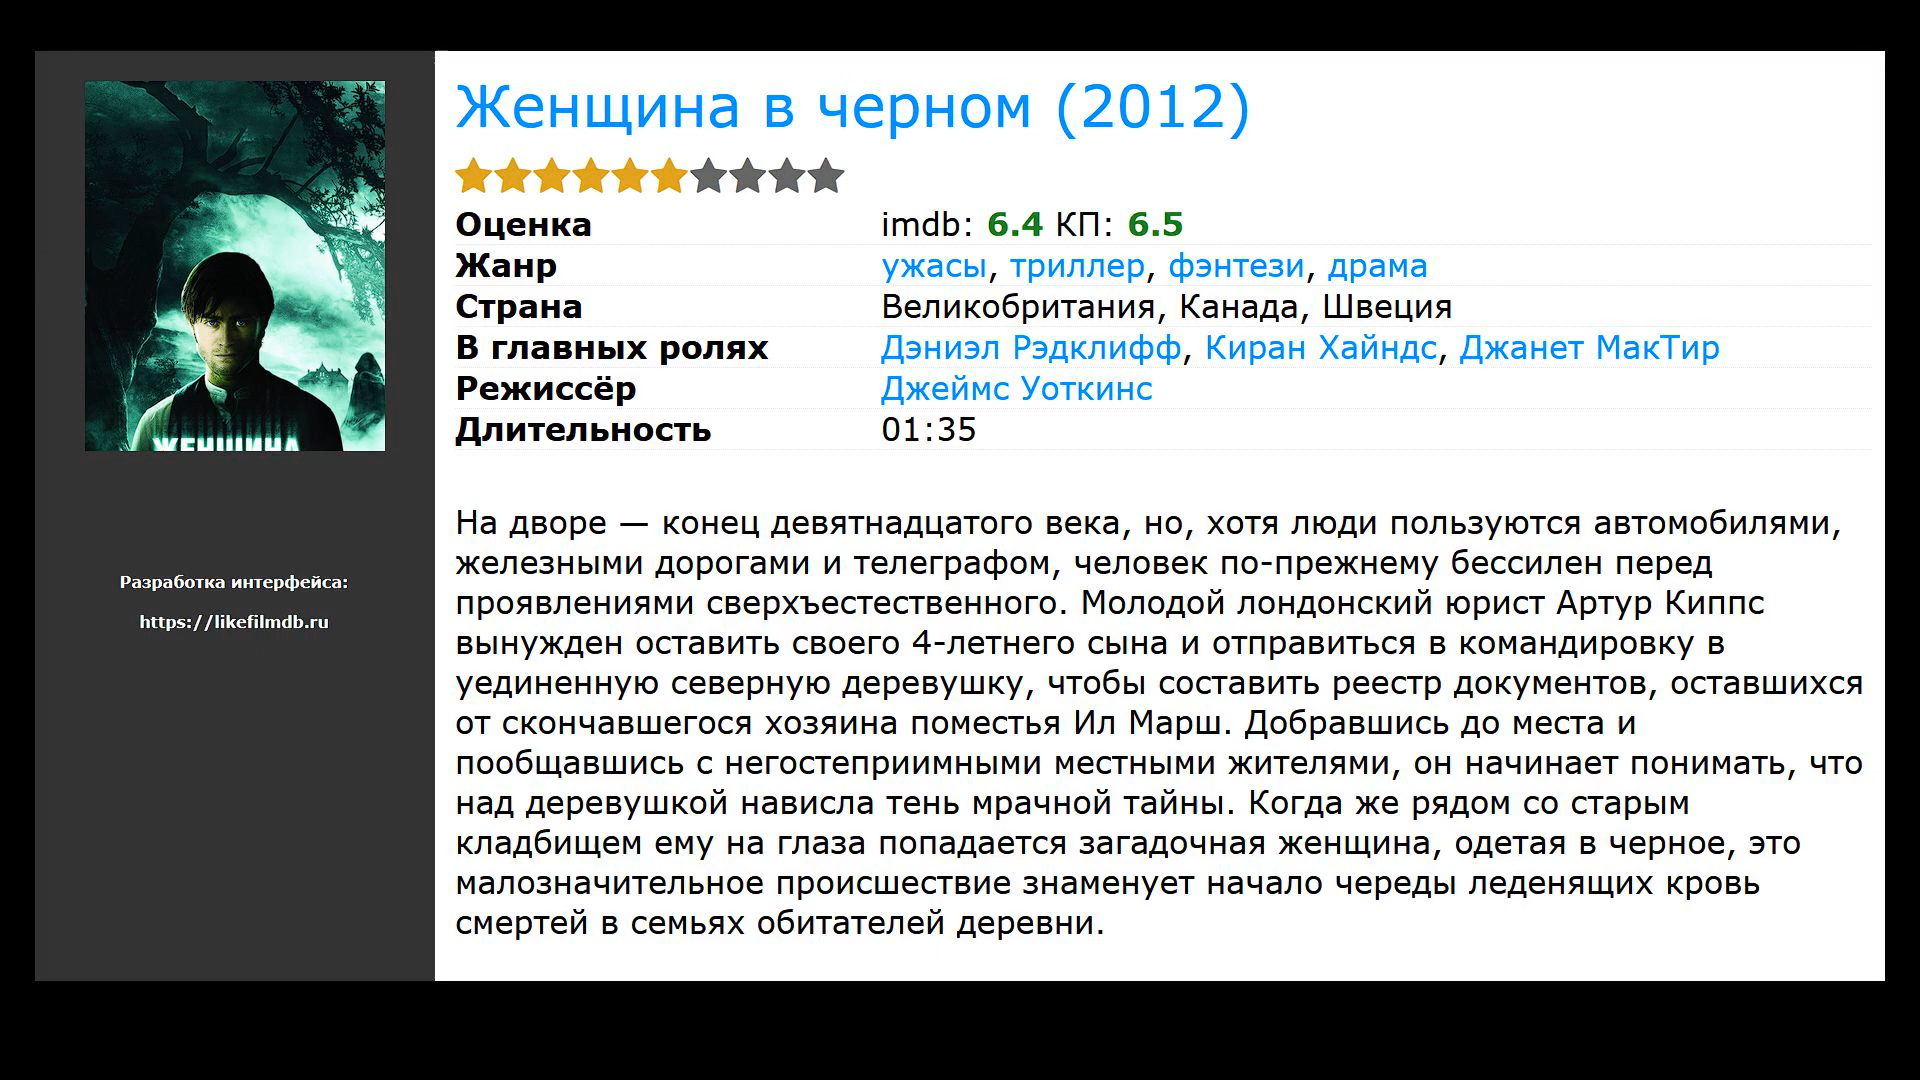 Женщина в черном (2012)
Оценка imdb: 6.4 КП: 6.5
Жанр ужасы, триллер, фэнтези, драма
Страна Великобритания, Канада, Швеция
В главных ролях Дэниэл Рэдклифф, Киран Хайндс, Джанет МакТир
Режиссёр Джеймс Уоткинс
Длительность 01:35
ЖЕНЩИНА
Разработка интерфейса:
https://likefilmdb.ru
На дворе — конец девятнадцатого века, но, хотя люди пользуются автомобилями,
железными дорогами и телеграфом, человек по-прежнему бессилен перед
проявлениями сверхъестественного. Молодой лондонский юрист Артур Киппс
вынужден оставить своего 4-летнего сына и отправиться в командировку в
уединенную северную деревушку, чтобы составить реестр документов, оставшихся
от скончавшегося хозяина поместья Ил Марш. Добравшись до места и
пообщавшись с негостеприимными местными жителями, он начинает понимать, что
над деревушкой нависла тень мрачной тайны. Когда же рядом со старым
кладбищем ему на глаза попадается загадочная женщина, одетая в черное, это
малозначительное происшествие знаменует начало череды леденящих кровь
смертей в семьях обитателей деревни.